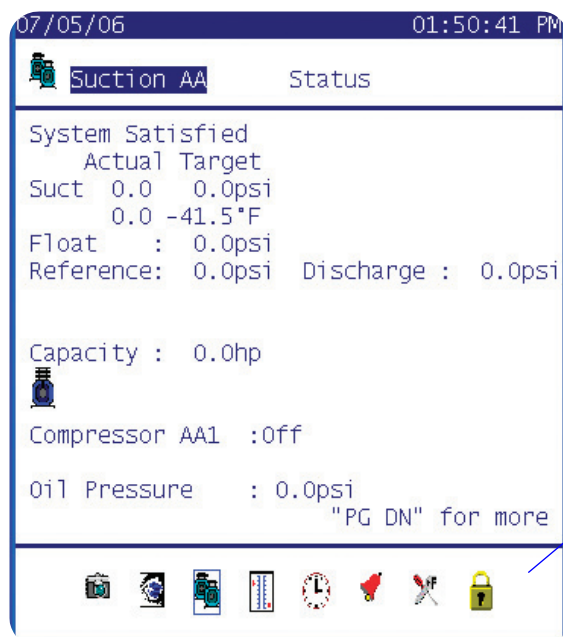 07/05/06 01:50:41 PM
Suction AA Status
System Satisfied
Actual Target
Suct 0.0 0.0psi
0.0 -41.5°F
Float : 0.0psi
Reference: 0.0psi Discharge : 0.0psi
Capacity : 0.0hp
Compressor AA1 :Off
Oil Pressure : 0.0psi
"PG DN" for more